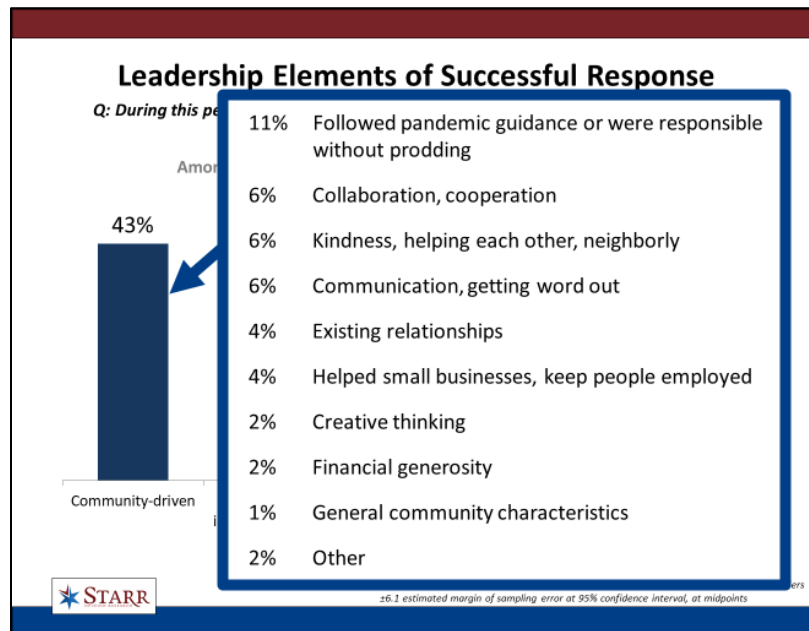 Leadership Elements of Successful Response
Q: During this pe
Amor
43%
Community-driven
i
11% Followed pandemic guidance or were responsible
without prodding
6% Collaboration, cooperation
6% Kindness, helping each other, neighborly
6% Communication, getting word out
4% Existing relationships
4% Helped small businesses, keep people employed
2% Creative thinking
2% Financial generosity
1% General community characteristics
2% Other
STARR
ers
±6.1 estimated margin of sampling error at 95% confidence interval, at midpoints